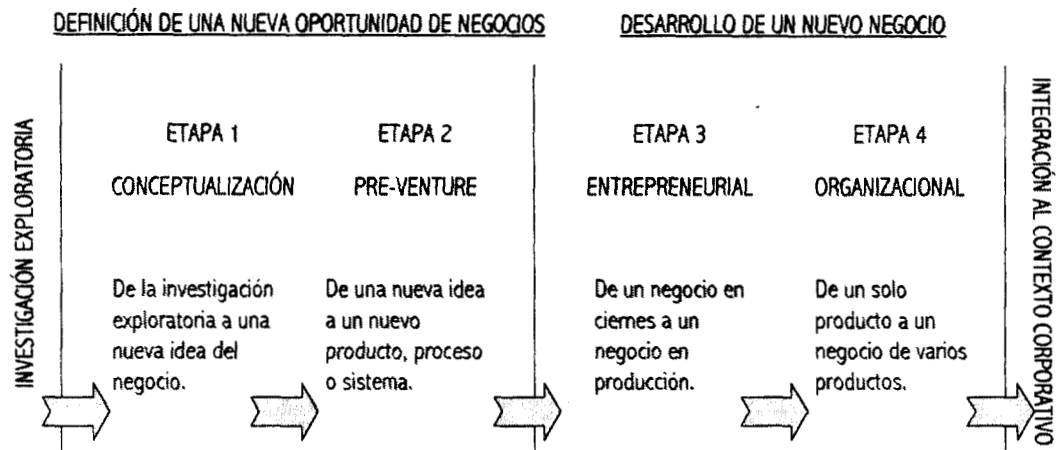 DEFINICIÓN DE UNA NUEVA OPORTUNIDAD DE NEGOCIOS
DESARROLLO DE UN NUEVO NEGOCIO
INVESTIGACIÓN EXPLORATORIA
ETAPA 1
CONCEPTUALIZACIÓN
De la investigación
exploratoria a una
nueva idea del
negocio.
ETAPA 2
PRE-VENTURE
De una nueva idea
a un nuevo
producto, proceso
o sistema.
ETAPA 3
ENTREPRENEURIAL
De un negocio en
ciernes a un
negocio en
producción.
ETAPA 4
ORGANIZACIONAL
De un solo
producto a un
negocio de varios
productos.
INTEGRACIÓN AL CONTEXTO CORPORATIVO